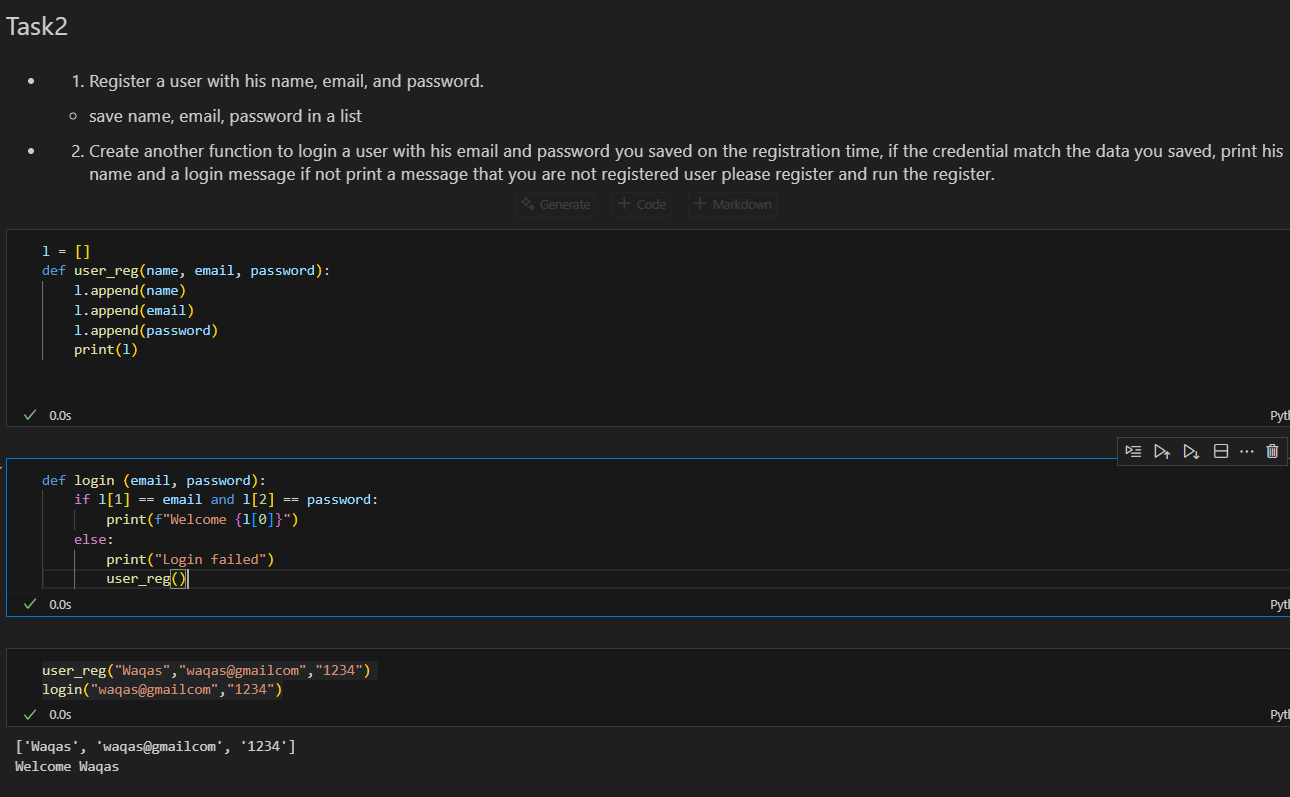 Task2
• 1. Register a user with his name, email, and password.
○ save name, email, password in a list
• 2. Create another function to login a user with his email and password you saved on the registration time, if the credential match the data you saved, print his
name and a login message if not print a message that you are not registered user please register and run the register.
Generate + Code + Markdown
l = []
def user_reg(name, email, password):
    l.append(name)
    l.append(email)
    l.append(password)
    print(l)
✓ 0.0s Pyt
def login (email, password):
    if l[1] == email and l[2] == password:
        print(f"Welcome {l[0]}")
    else:
        print("Login failed")
        user_reg()
✓ 0.0s Pyt
user_reg("Waqas","waqas@gmailcom","1234")
login("waqas@gmailcom","1234")
✓ 0.0s Pyt
['Waqas', 'waqas@gmailcom', '1234']
Welcome Waqas